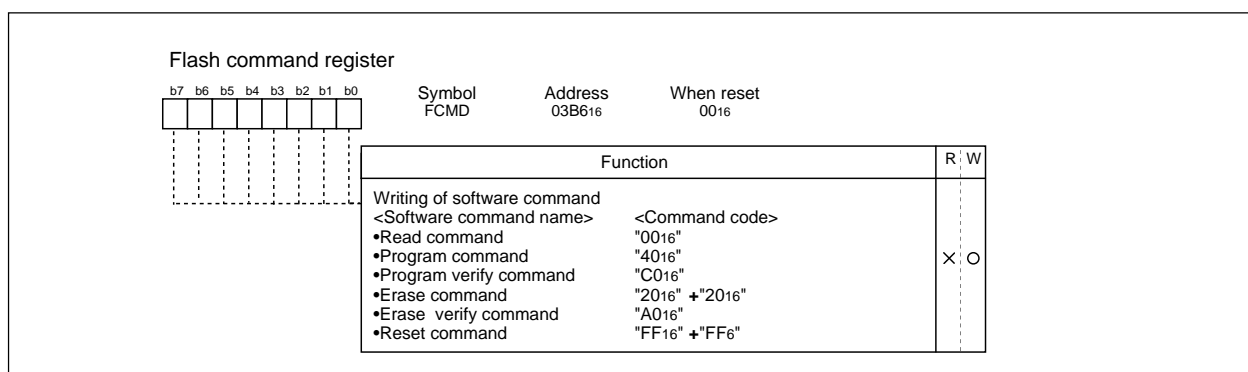 Flash command register
b7 b6 b5 b4 b3 b2 b1 b0
Symbol Address When reset
FCMD 03B616 0016
Function R W
Writing of software command
<Software command name> <Command code>
•Read command "0016"
•Program command "4016"
•Program verify command "C016"
•Erase command "2016" +"2016"
•Erase verify command "A016"
•Reset command "FF16" +"FF6"